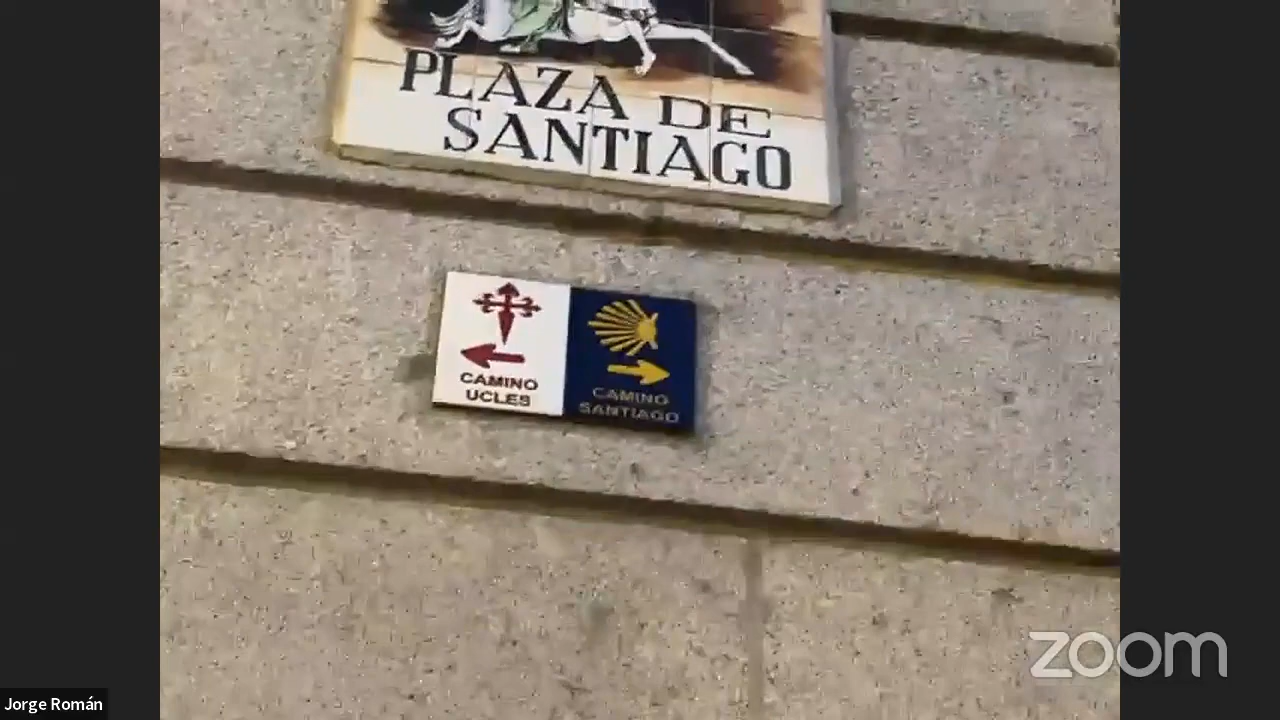 PLAZA DE
SANTIAGO
CAMINO
UCLES
CAMINO
SANTIAGO
zoom
Jorge Román